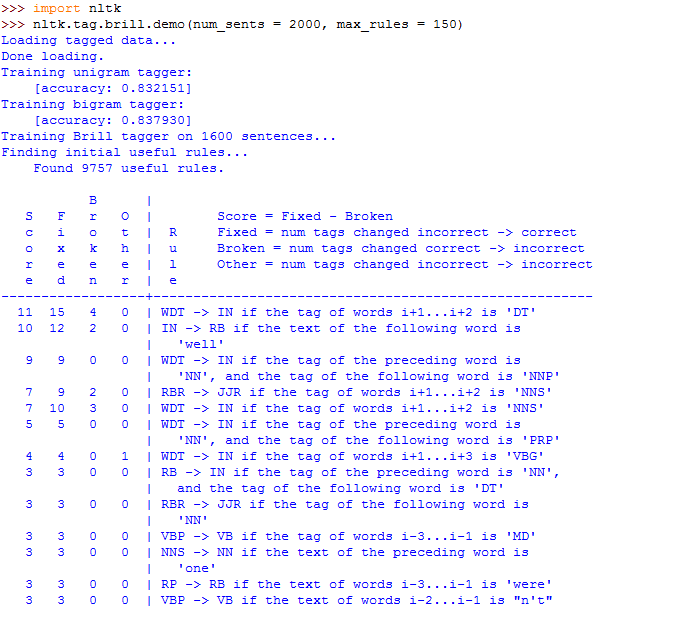 >>> import nltk
>>> nltk.tag.brill.demo(num_sents = 2000, max_rules = 150)
Loading tagged data...
Done loading.
Training unigram tagger:
    [accuracy: 0.832151]
Training bigram tagger:
    [accuracy: 0.837930]
Training Brill tagger on 1600 sentences...
Finding initial useful rules...
    Found 9757 useful rules.

           B      |
   S   F   r   O  |        Score = Fixed - Broken
   c   i   o   t  |  R     Fixed = num tags changed incorrect -> correct
   o   x   k   h  |  u     Broken = num tags changed correct -> incorrect
   r   e   e   e  |  l     Other = num tags changed incorrect -> incorrect
   e   d   n   r  |  e
------------------+-------------------------------------------------------
  11  15   4   0  | WDT -> IN if the tag of words i+1...i+2 is 'DT'
  10  12   2   0  | IN -> RB if the text of the following word is
                  |   'well'
   9   9   0   0  | WDT -> IN if the tag of the preceding word is
                  |   'NN', and the tag of the following word is 'NNP'
   7   9   2   0  | RBR -> JJR if the tag of words i+1...i+2 is 'NNS'
   7  10   3   0  | WDT -> IN if the tag of words i+1...i+2 is 'NNS'
   5   5   0   0  | WDT -> IN if the tag of the preceding word is
                  |   'NN', and the tag of the following word is 'PRP'
   4   4   0   1  | WDT -> IN if the tag of words i+1...i+3 is 'VBG'
   3   3   0   0  | RB -> IN if the tag of the preceding word is 'NN',
                  |   and the tag of the following word is 'DT'
   3   3   0   0  | RBR -> JJR if the tag of the following word is
                  |   'NN'
   3   3   0   0  | VBP -> VB if the tag of words i-3...i-1 is 'MD'
   3   3   0   0  | NNS -> NN if the text of the preceding word is
                  |   'one'
   3   3   0   0  | RP -> RB if the text of words i-3...i-1 is 'were'
   3   3   0   0  | VBP -> VB if the text of words i-2...i-1 is "n't"